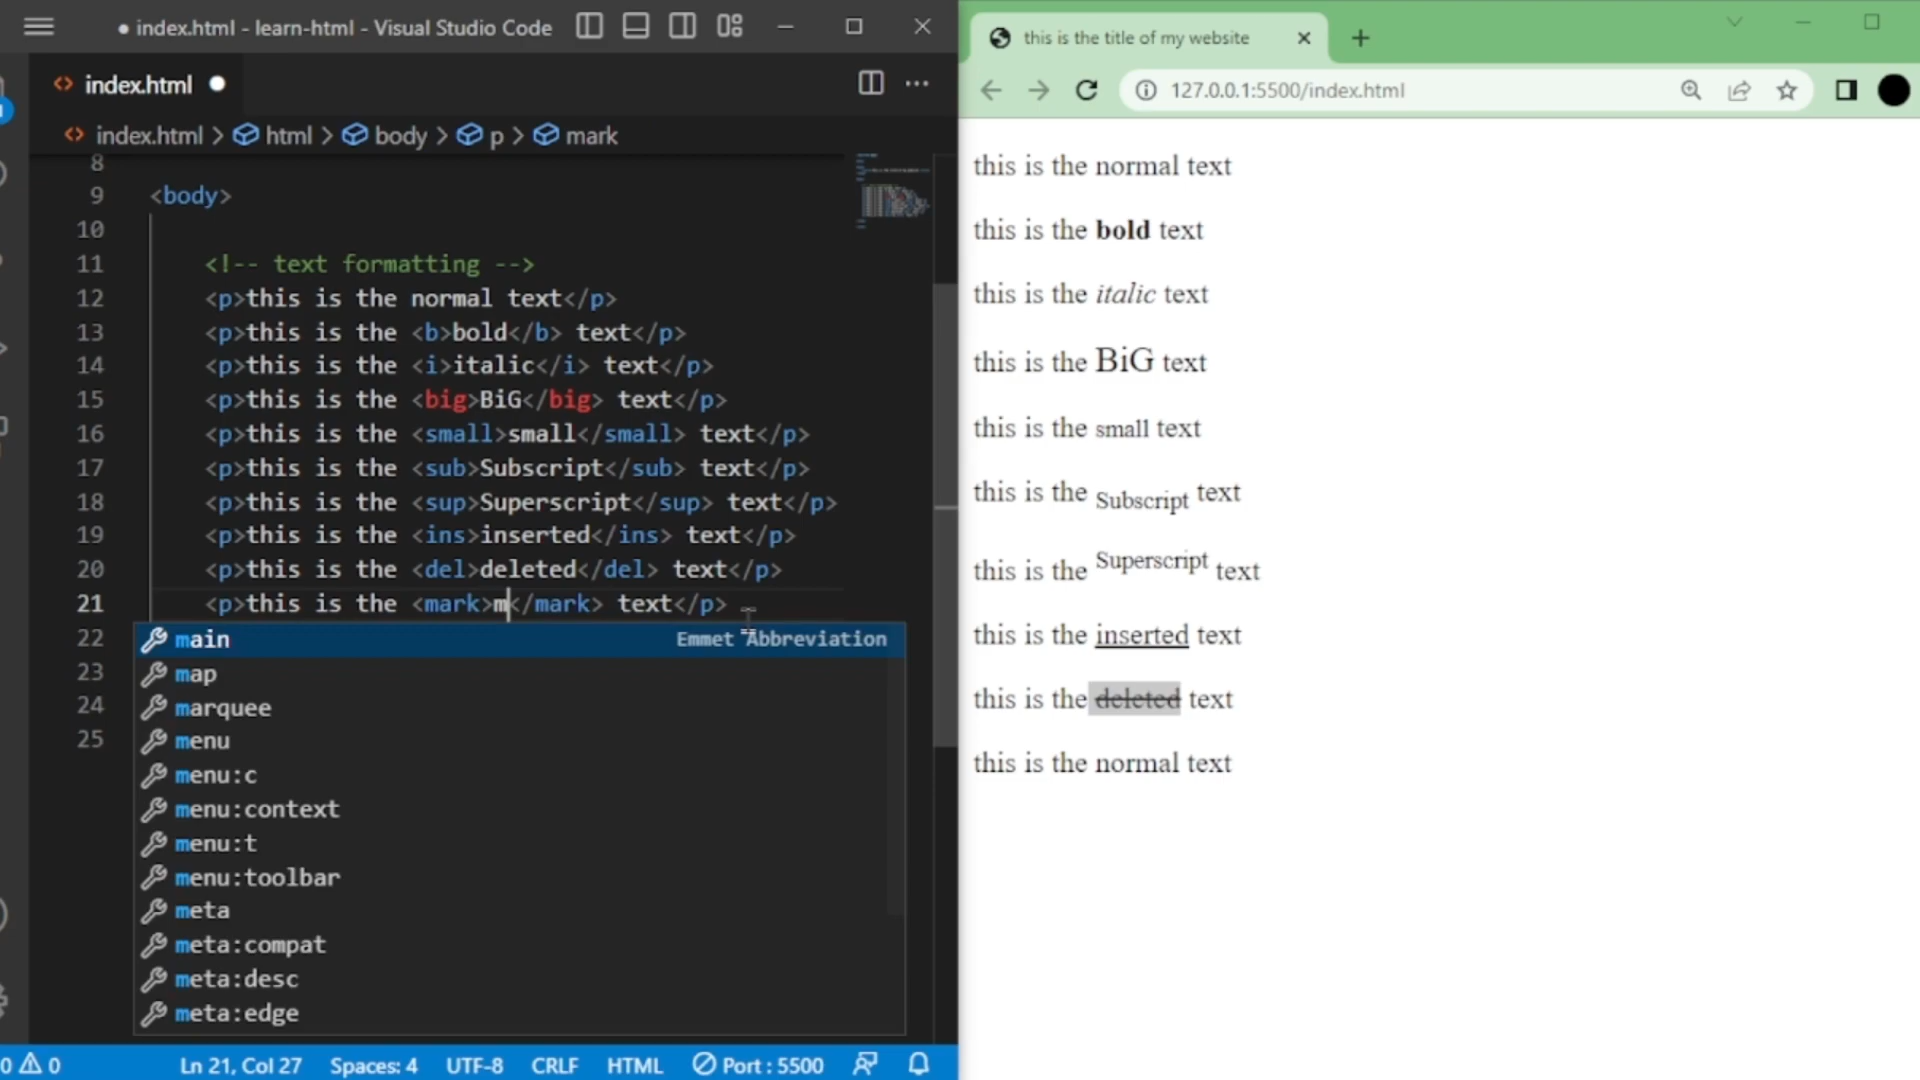 ● index.html - learn-html - Visual Studio Code
index.html
index.html > html > body > p > mark
8
9 <body>
10
11 <!-- text formatting -->
12 <p>this is the normal text</p>
13 <p>this is the <b>bold</b> text</p>
14 <p>this is the <i>italic</i> text</p>
15 <p>this is the <big>BiG</big> text</p>
16 <p>this is the <small>small</small> text</p>
17 <p>this is the <sub>Subscript</sub> text</p>
18 <p>this is the <sup>Superscript</sup> text</p>
19 <p>this is the <ins>inserted</ins> text</p>
20 <p>this is the <del>deleted</del> text</p>
21 <p>this is the <mark>m</mark> text</p>
22
23
24
25
main Emmet Abbreviation
map
marquee
menu
menu:c
menu:context
menu:t
menu:toolbar
meta
meta:compat
meta:desc
meta:edge
0 0 Ln 21, Col 27 Spaces: 4 UTF-8 CRLF HTML Port : 5500
this is the title of my website
127.0.0.1:5500/index.html
this is the normal text
this is the bold text
this is the italic text
this is the BiG text
this is the small text
this is the Subscript text
this is the Superscript text
this is the inserted text
this is the deleted text
this is the normal text